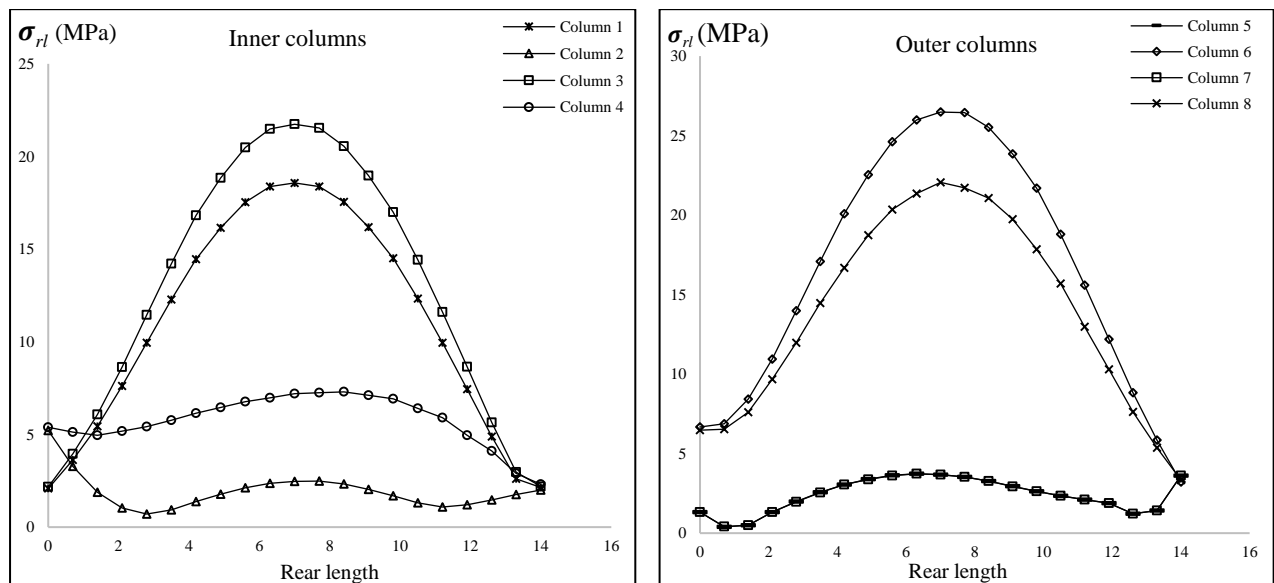 σrl (MPa)
Inner columns
Column 1
Column 2
Column 3
Column 4
25
20
15
10
5
0
0 2 4 6 8 10 12 14 16
Rear length
σrl (MPa)
Outer columns
Column 5
Column 6
Column 7
Column 8
30
25
20
15
10
5
0
0 2 4 6 8 10 12 14 16
Rear length